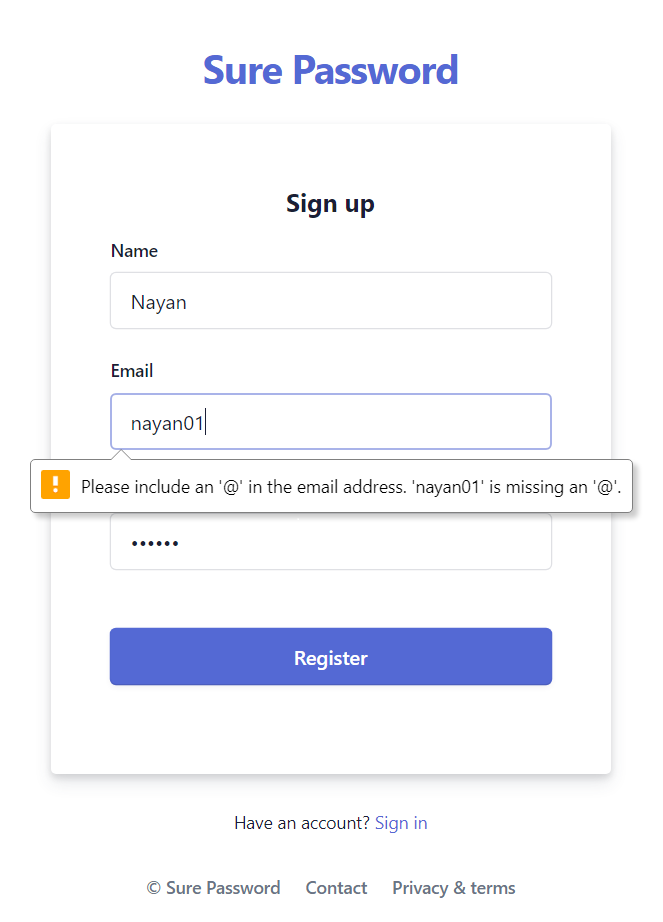 Sure Password
Sign up
Name
Nayan
Email
nayan01
Please include an '@' in the email address. 'nayan01' is missing an '@'.
••••••
Register
Have an account? Sign in
© Sure Password Contact Privacy & terms